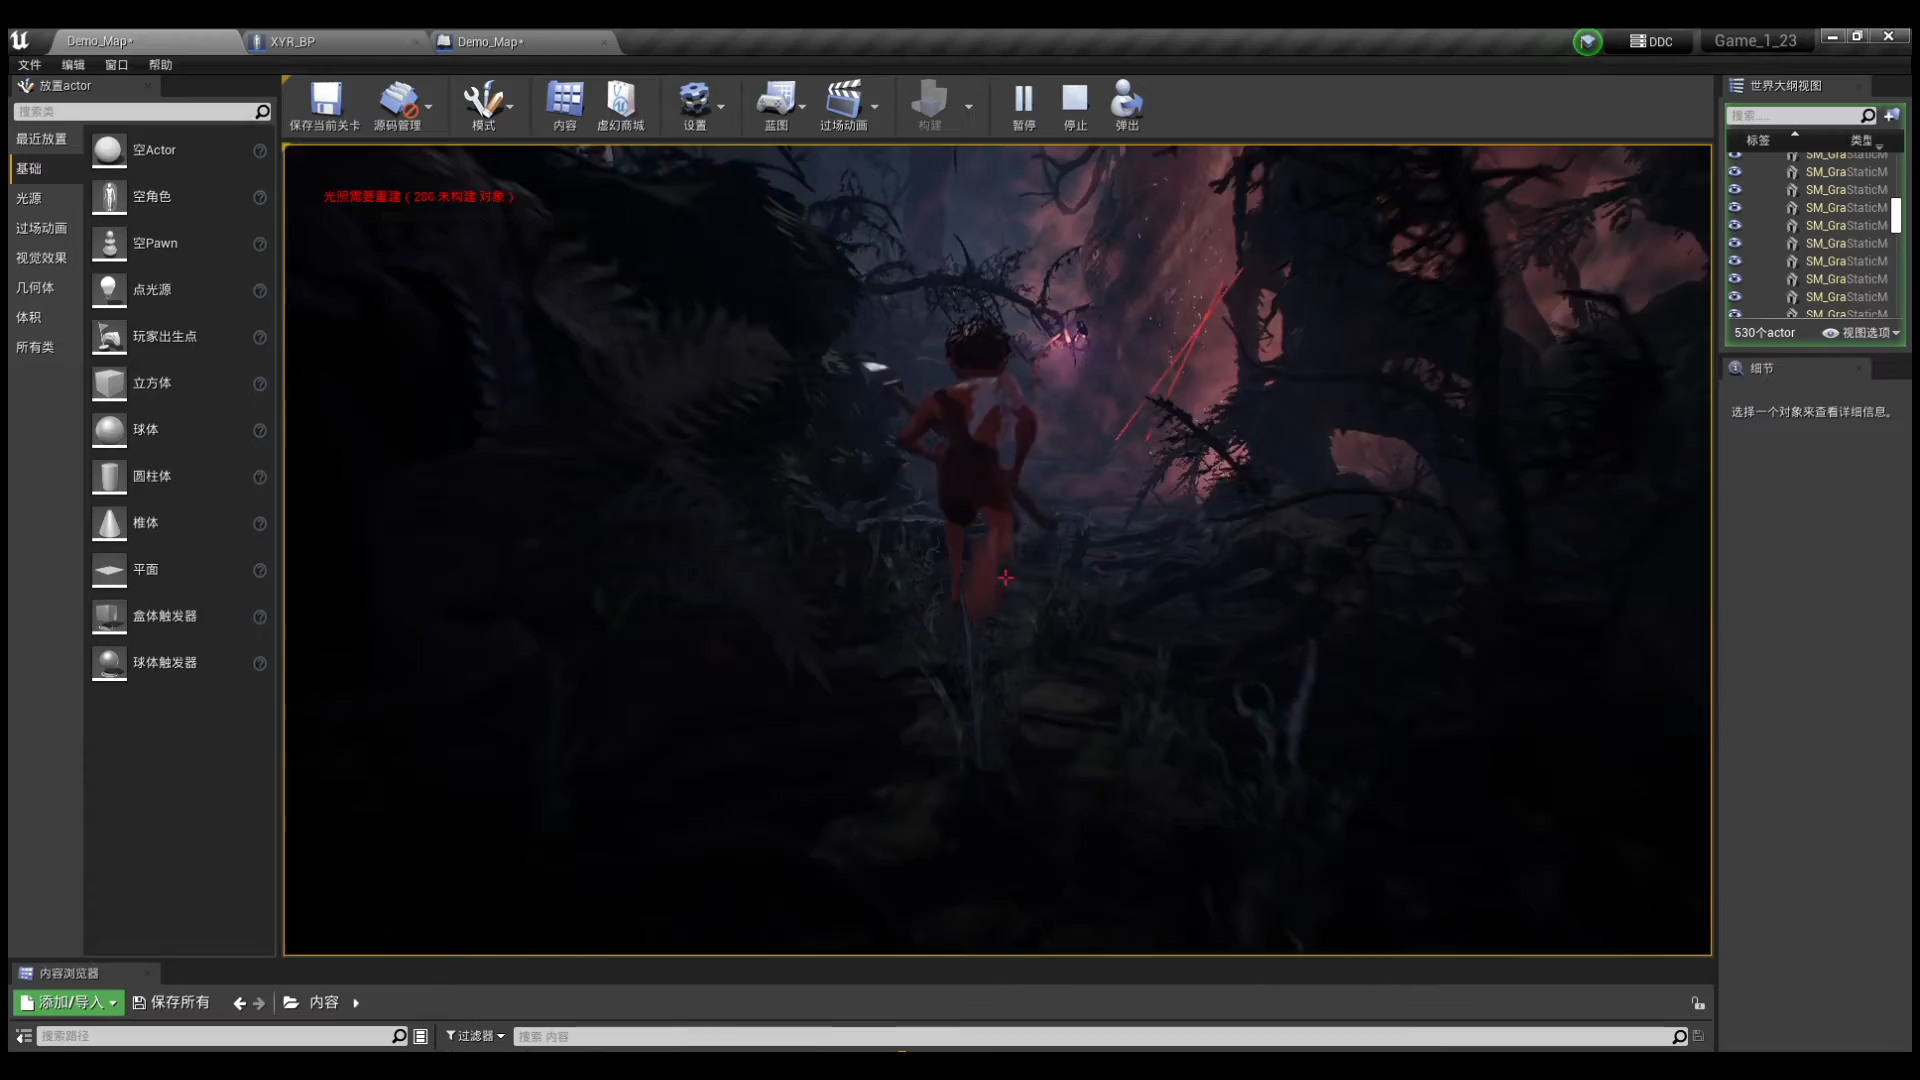 Demo_Map*
XYR_BP
Demo_Map*
DDC
Game_1_23
文件 编辑 窗口 帮助
放置actor
搜索类
最近放置
基础
光源
过场动画
视觉效果
几何体
体积
所有类
空Actor
空角色
空Pawn
点光源
玩家出生点
立方体
球体
圆柱体
椎体
平面
盒体触发器
球体触发器
保存当前关卡 源码管理 模式 内容 虚幻商城 设置 蓝图 过场动画 构建 暂停 停止 弹出
光照需要重建（286 未构建 对象）
世界大纲视图
搜索.....
标签 类型
SM_GraStaticM
SM_GraStaticM
SM_GraStaticM
SM_GraStaticM
SM_GraStaticM
SM_GraStaticM
SM_GraStaticM
SM_GraStaticM
SM_GraStaticM
SM_GraStaticM
530个actor 视图选项
细节
选择一个对象来查看详细信息。
内容浏览器
添加/导入 保存所有 内容
搜索路径 过滤器 搜索 内容